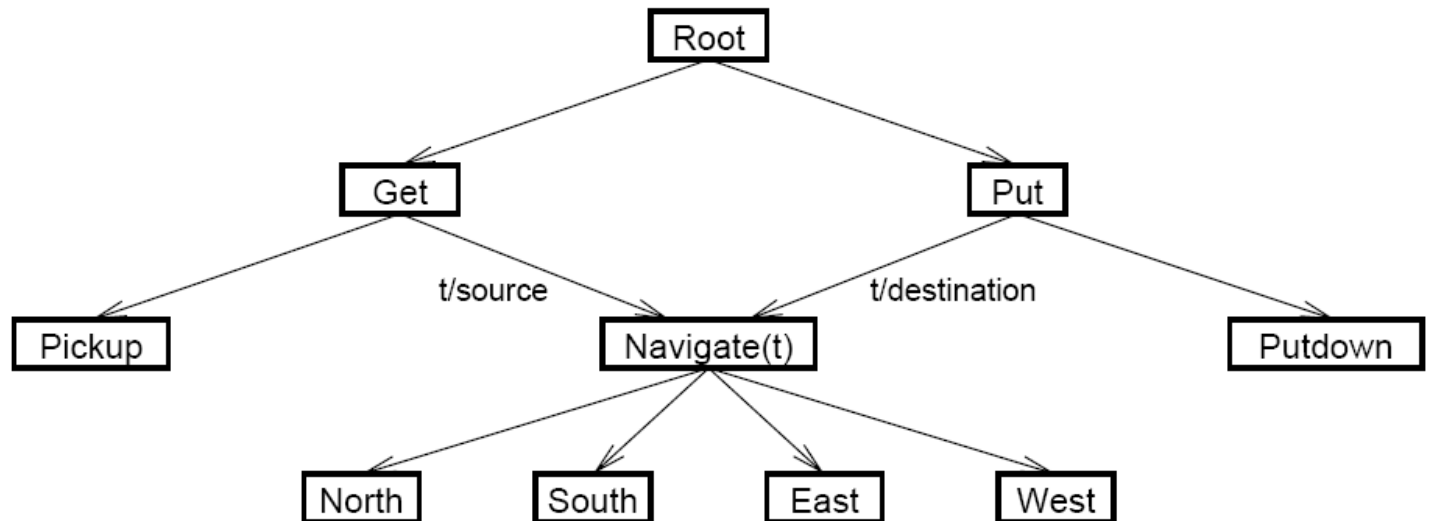 Root
Get
Put
t/source
t/destination
Pickup
Navigate(t)
Putdown
North
South
East
West